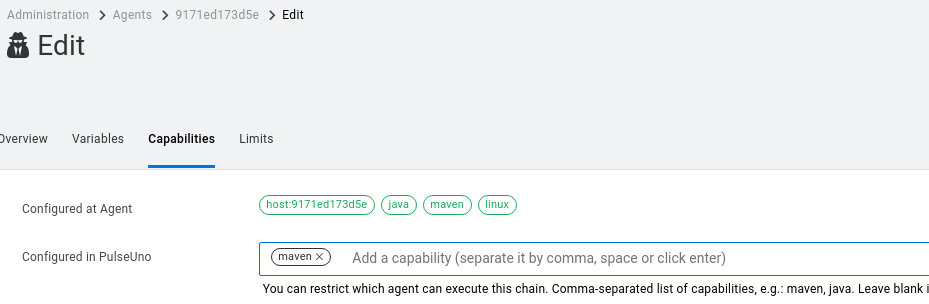 Administration > Agents > 9171ed173d5e > Edit
Edit
Overview Variables Capabilities Limits
Configured at Agent host:9171ed173d5e java maven linux
Configured in PulseUno maven × Add a capability (separate it by comma, space or click enter)
You can restrict which agent can execute this chain. Comma-separated list of capabilities, e.g.: maven, java. Leave blank